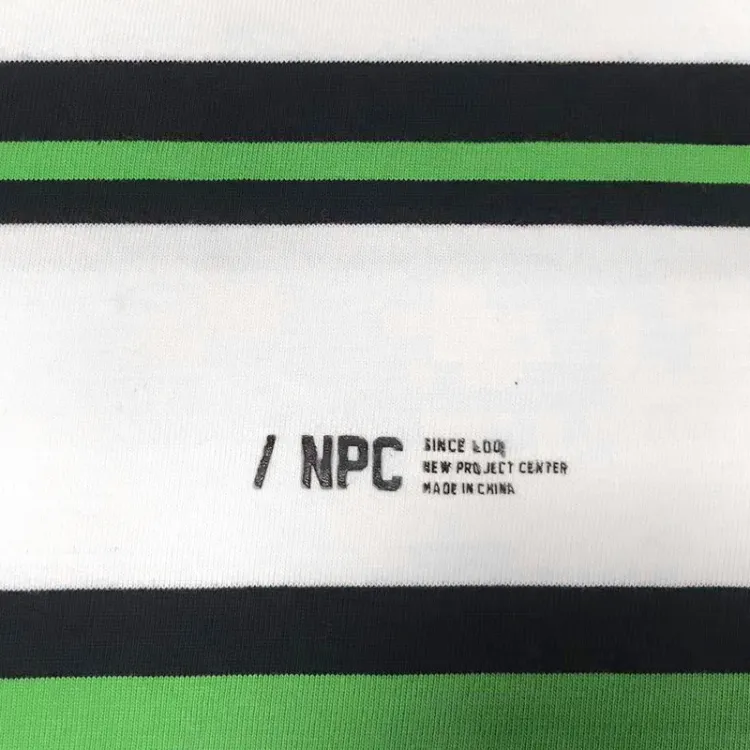 / NPC
SINCE
NEW PROJECT CENTER
MADE IN CHINA